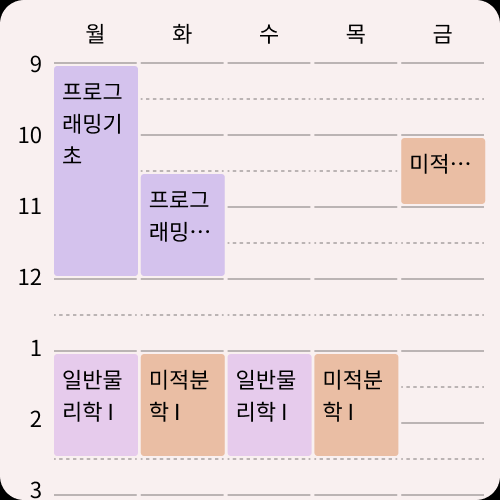 월 화 수 목 금
9
프로그
래밍기
초
10
미적…
프로그
래밍…
11
12
1
일반물
리학 I
미적분
학 I
일반물
리학 I
미적분
학 I
2
3